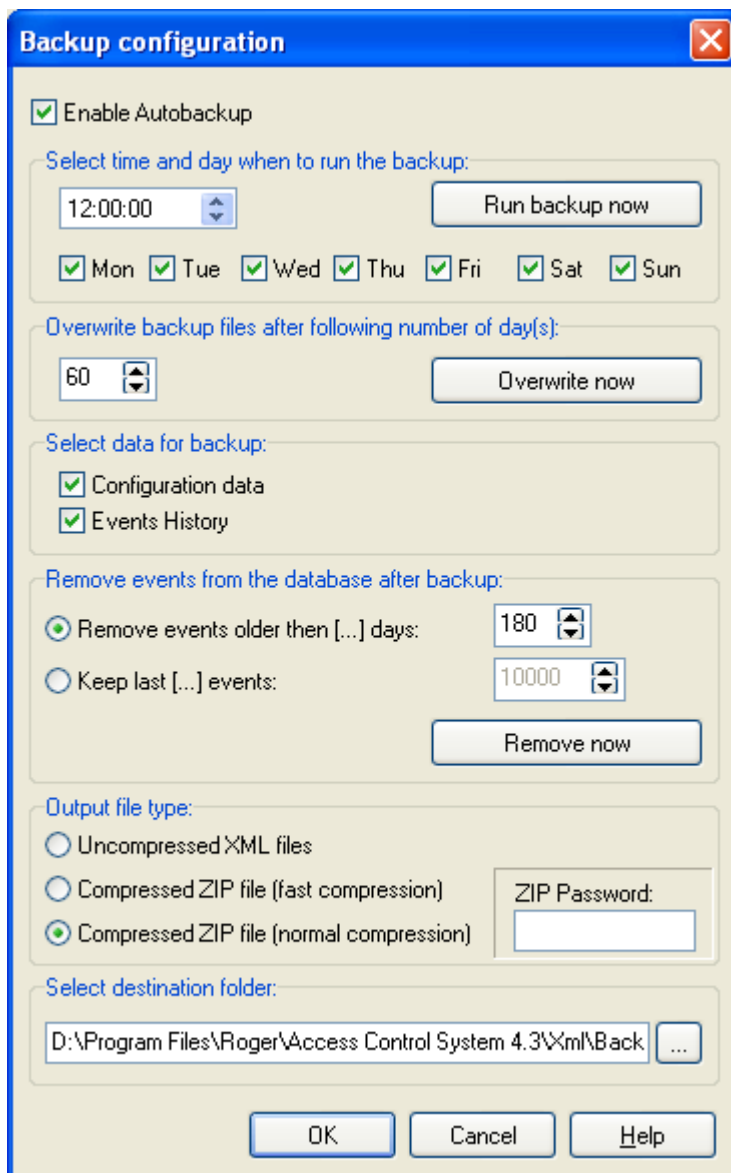 Backup configuration
Enable Autobackup
Select time and day when to run the backup:
12:00:00
Run backup now
Mon Tue Wed Thu Fri Sat Sun
Overwrite backup files after following number of day(s):
60
Overwrite now
Select data for backup:
Configuration data
Events History
Remove events from the database after backup:
Remove events older then [...] days:
180
Keep last [...] events:
10000
Remove now
Output file type:
Uncompressed XML files
Compressed ZIP file (fast compression)
ZIP Password:
Compressed ZIP file (normal compression)
Select destination folder:
D:\Program Files\Roger\Access Control System 4.3\Xml\Back
...
OK
Cancel
Help